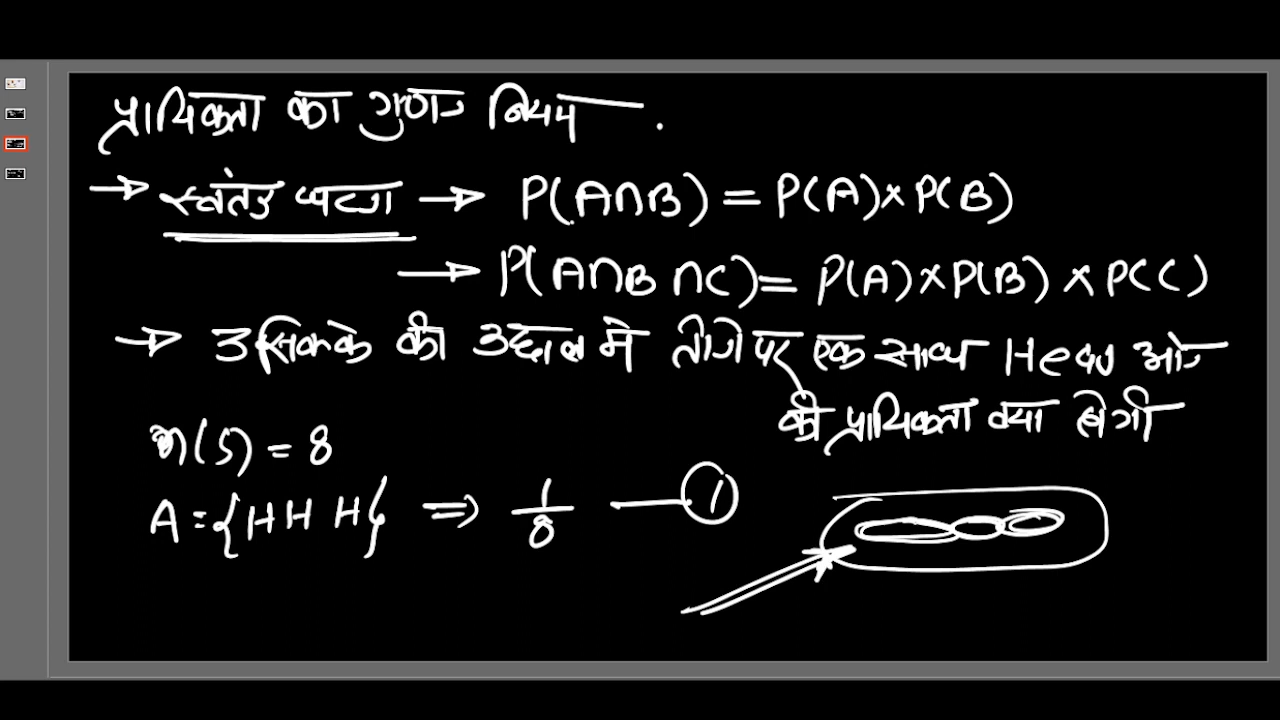 प्रायिकता का गुणन नियम.
→ स्वतंत्र घटना → P(A∩B) = P(A)×P(B)
→ P(A∩B∩C) = P(A)×P(B)×P(C)
→ 3 सिक्के की उछाल मे तीनो पर एक साथ Head आने
की प्रायिकता क्या होगी
n(S) = 8
A = {H H H} ⇒ 1/8 — 1